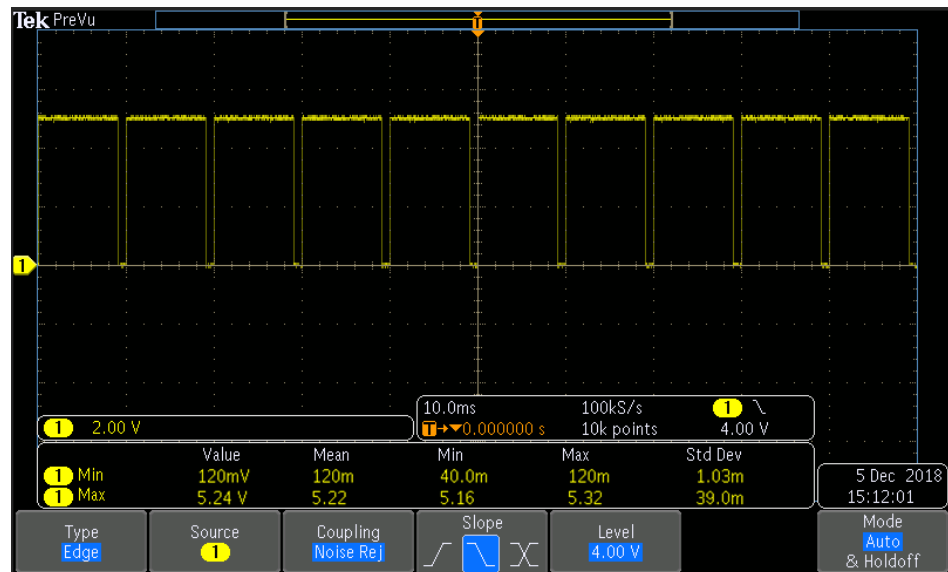 Tek PreVu
T
1
10.0ms 100kS/s 1
T→▼0.000000 s 10k points 4.00 V
1 2.00 V
Value Mean Min Max Std Dev
1 Min 120mV 120m 40.0m 120m 1.03m
1 Max 5.24 V 5.22 5.16 5.32 39.0m
5 Dec 2018
15:12:01
Type
Edge
Source
1
Coupling
Noise Rej
Slope
Level
4.00 V
Mode
Auto
& Holdoff